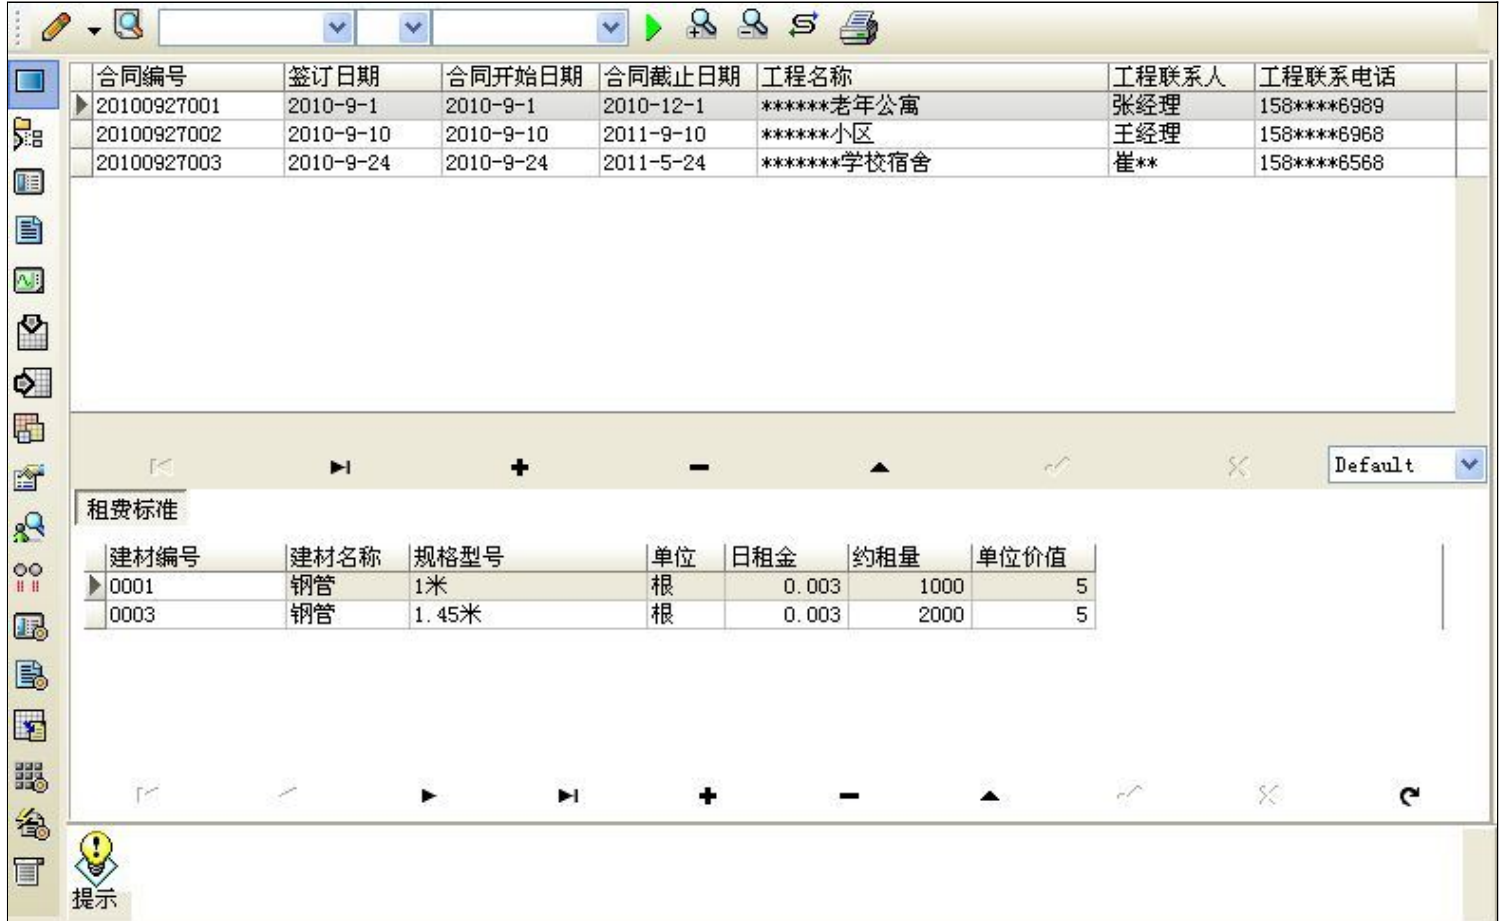 合同编号 签订日期 合同开始日期 合同截止日期 工程名称 工程联系人 工程联系电话
20100927001 2010-9-1 2010-9-1 2010-12-1 ******老年公寓 张经理 158****6989
20100927002 2010-9-10 2010-9-10 2011-9-10 ******小区 王经理 158****6968
20100927003 2010-9-24 2010-9-24 2011-5-24 *******学校宿舍 崔** 158****6568
Default
租费标准
建材编号 建材名称 规格型号 单位 日租金 约租量 单位价值
0001 钢管 1米 根 0.003 1000 5
0003 钢管 1.45米 根 0.003 2000 5
提示